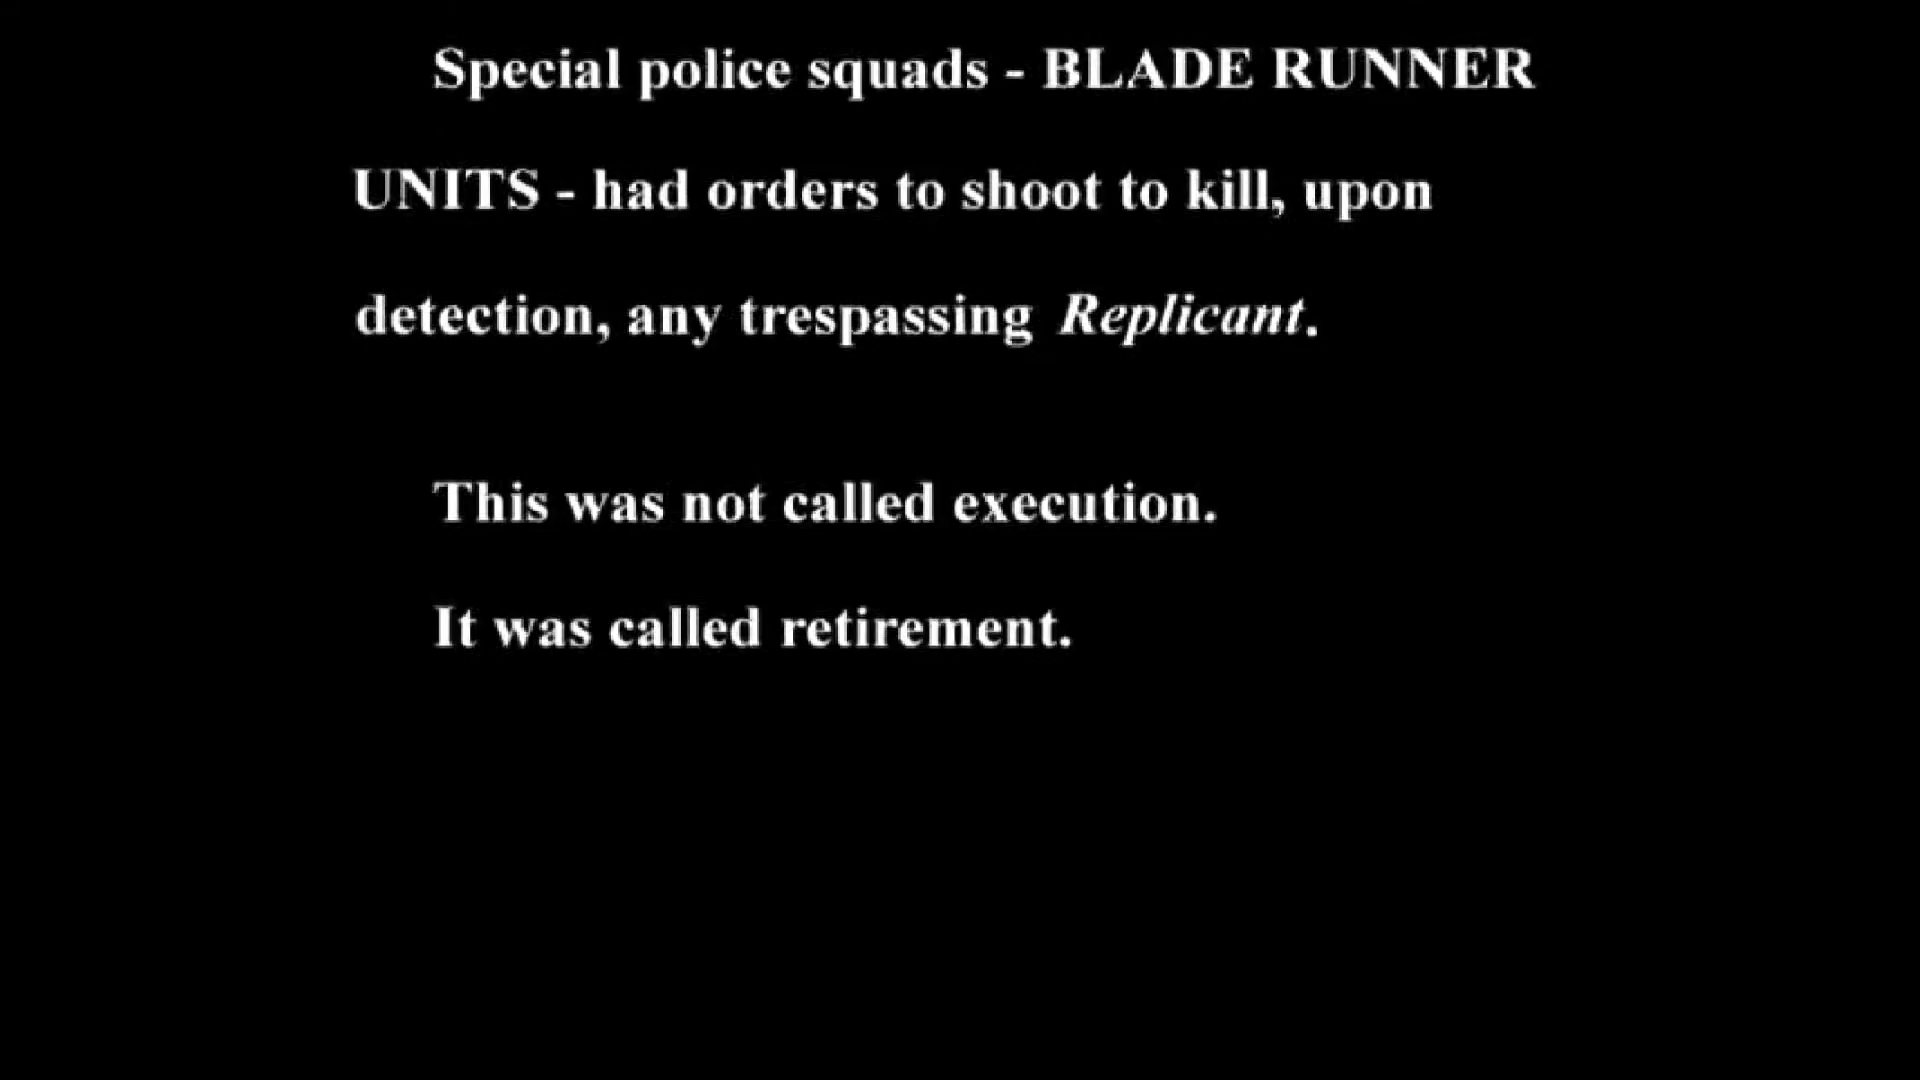 Special police squads - BLADE RUNNER
UNITS - had orders to shoot to kill, upon
detection, any trespassing Replicant.
This was not called execution.
It was called retirement.